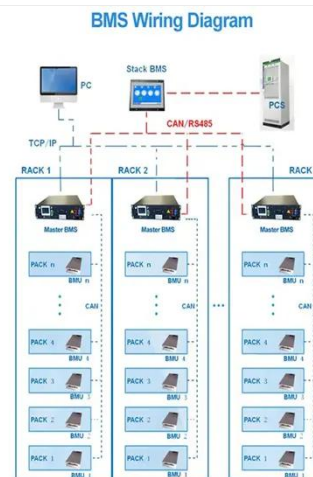 BMS Wiring Diagram
Stack BMS
PC
PCS
CAN/RS485
TCP/IP
RACK 1
RACK 2
RACK
Master BMS
Master BMS
Master BMS
PACK n
BMU n
PACK n
BMU n
PACK n
BMU n
CAN
CAN
CAN
PACK 4
BMU 4
PACK 4
BMU 4
PACK 4
BMU 4
PACK 3
BMU 3
PACK 3
BMU 3
PACK 3
BMU 3
PACK 2
BMU 2
PACK 2
BMU 2
PACK 2
BMU 2
PACK 1
BMU
PACK 1
BMU
PACK 1
BMU